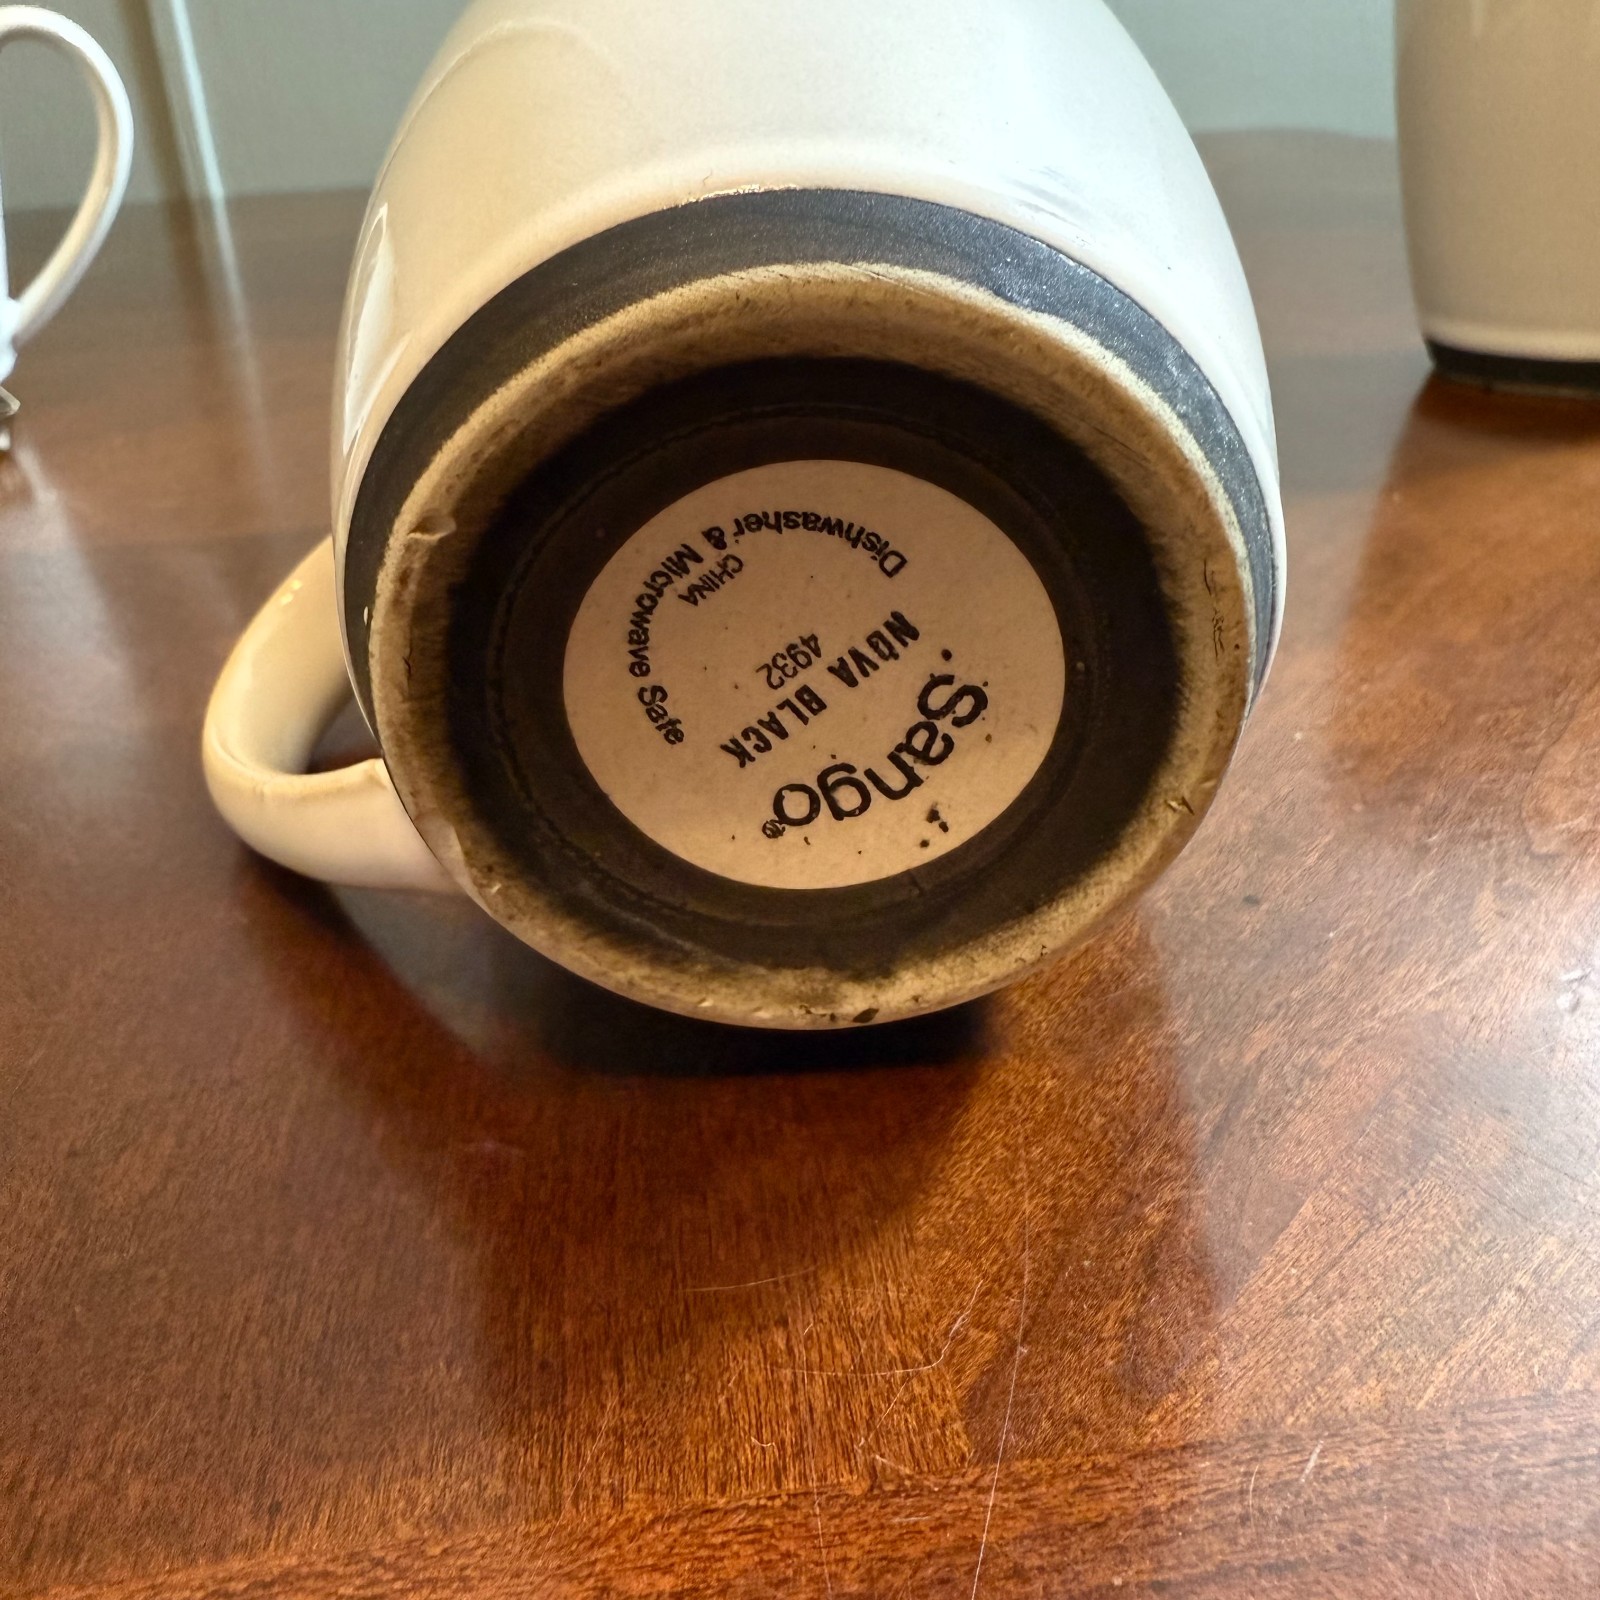 Sango®
NOVA BLACK
4932
CHINA
Dishwasher & Microwave Safe